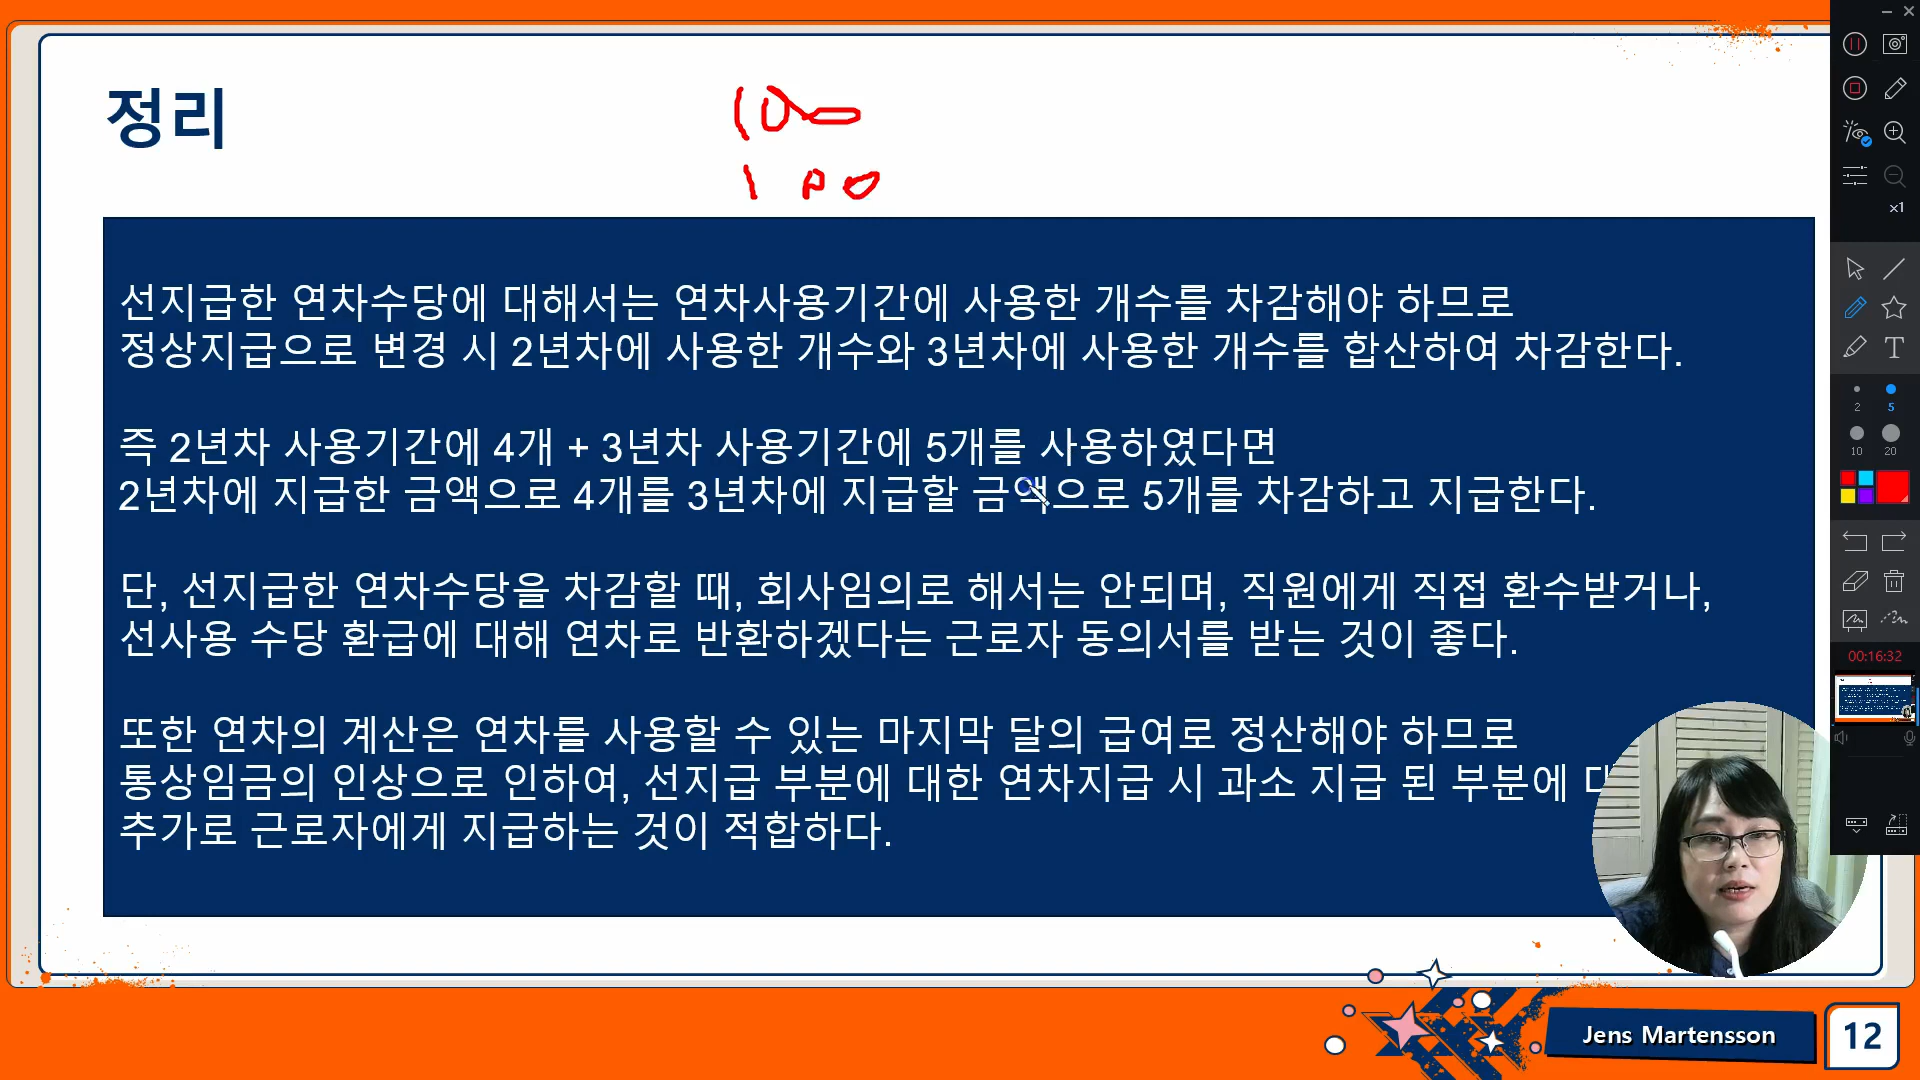 정리
선지급한 연차수당에 대해서는 연차사용기간에 사용한 개수를 차감해야 하므로
정상지급으로 변경 시 2년차에 사용한 개수와 3년차에 사용한 개수를 합산하여 차감한다.
즉 2년차 사용기간에 4개 + 3년차 사용기간에 5개를 사용하였다면
2년차에 지급한 금액으로 4개를 3년차에 지급할 금액으로 5개를 차감하고 지급한다.
단, 선지급한 연차수당을 차감할 때, 회사임의로 해서는 안되며, 직원에게 직접 환수받거나,
선사용 수당 환급에 대해 연차로 반환하겠다는 근로자 동의서를 받는 것이 좋다.
또한 연차의 계산은 연차를 사용할 수 있는 마지막 달의 급여로 정산해야 하므로
통상임금의 인상으로 인하여, 선지급 부분에 대한 연차지급 시 과소 지급 된 부분에
추가로 근로자에게 지급하는 것이 적합하다.
Jens Martensson
12
x1
T
2 5
10 20
00:16:32